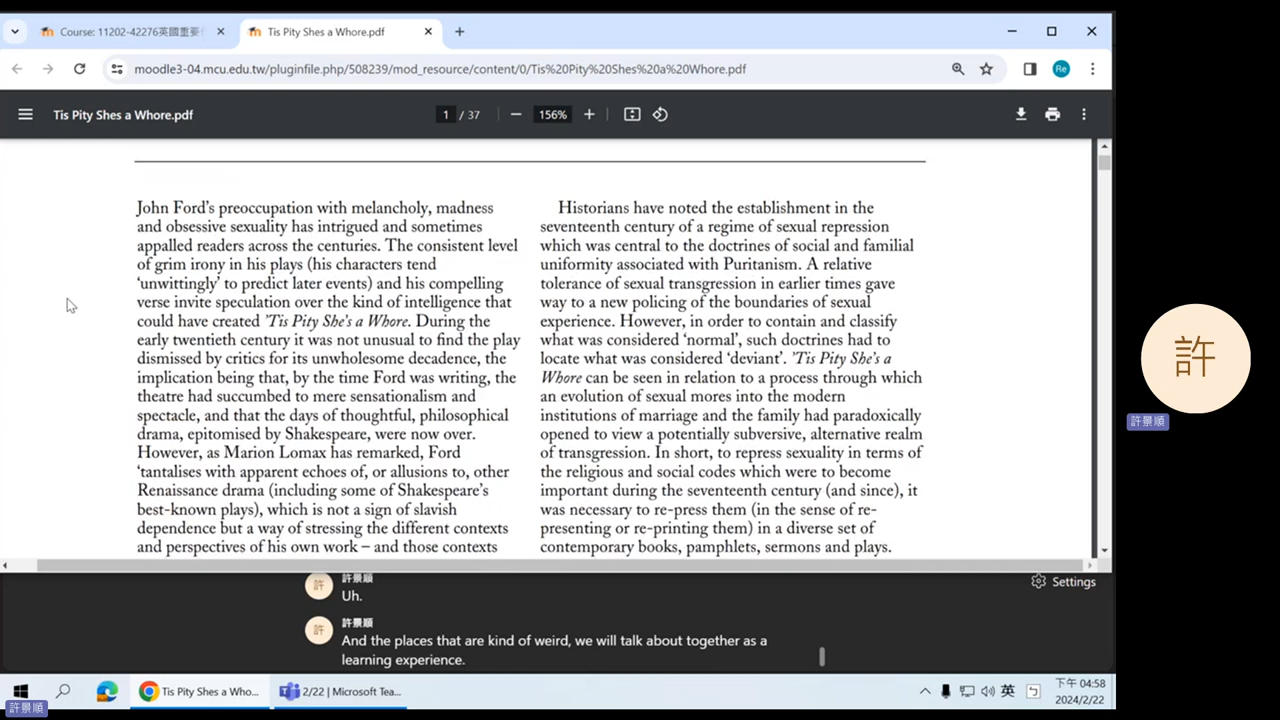 Course: 11202-42276英國重要
Tis Pity Shes a Whore.pdf
moodle3-04.mcu.edu.tw/pluginfile.php/508239/mod_resource/content/0/Tis%20Pity%20Shes%20a%20Whore.pdf
Re
Tis Pity Shes a Whore.pdf
1 / 37
156%
John Ford's preoccupation with melancholy, madness
and obsessive sexuality has intrigued and sometimes
appalled readers across the centuries. The consistent level
of grim irony in his plays (his characters tend
'unwittingly' to predict later events) and his compelling
verse invite speculation over the kind of intelligence that
could have created 'Tis Pity She's a Whore. During the
early twentieth century it was not unusual to find the play
dismissed by critics for its unwholesome decadence, the
implication being that, by the time Ford was writing, the
theatre had succumbed to mere sensationalism and
spectacle, and that the days of thoughtful, philosophical
drama, epitomised by Shakespeare, were now over.
However, as Marion Lomax has remarked, Ford
'tantalises with apparent echoes of, or allusions to, other
Renaissance drama (including some of Shakespeare's
best-known plays), which is not a sign of slavish
dependence but a way of stressing the different contexts
and perspectives of his own work – and those contexts
Historians have noted the establishment in the
seventeenth century of a regime of sexual repression
which was central to the doctrines of social and familial
uniformity associated with Puritanism. A relative
tolerance of sexual transgression in earlier times gave
way to a new policing of the boundaries of sexual
experience. However, in order to contain and classify
what was considered 'normal', such doctrines had to
locate what was considered 'deviant'. 'Tis Pity She's a
Whore can be seen in relation to a process through which
an evolution of sexual mores into the modern
institutions of marriage and the family had paradoxically
opened to view a potentially subversive, alternative realm
of transgression. In short, to repress sexuality in terms of
the religious and social codes which were to become
important during the seventeenth century (and since), it
was necessary to re-press them (in the sense of re-
presenting or re-printing them) in a diverse set of
contemporary books, pamphlets, sermons and plays.
許
許景順
許
許景順
Uh.
Settings
許
許景順
And the places that are kind of weird, we will talk about together as a
learning experience.
Tis Pity Shes a Who...
2/22 | Microsoft Tea...
英
下午 04:58
2024/2/22
許景順